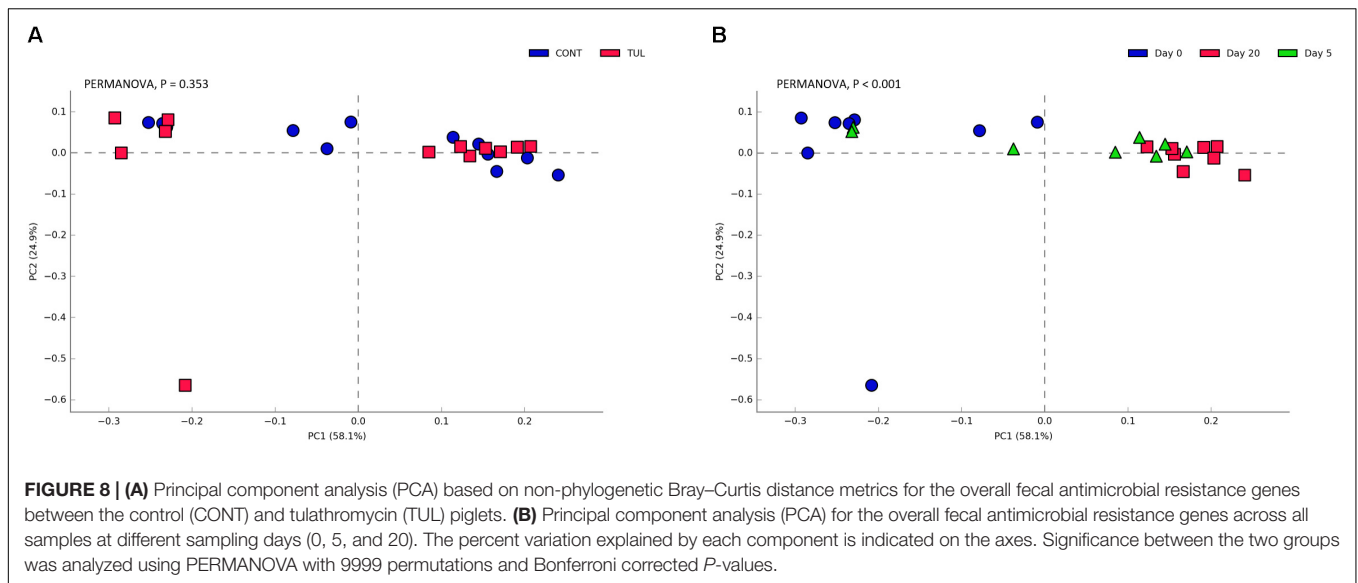 A
CONT TUL
PERMANOVA, P = 0.353
0.1
0.0
−0.1
−0.2
−0.3
−0.4
−0.5
−0.6
PC2 (24.9%)
−0.3 −0.2 −0.1 0.0 0.1 0.2
PC1 (58.1%)
B
Day 0 Day 20 Day 5
PERMANOVA, P < 0.001
0.1
0.0
−0.1
−0.2
−0.3
−0.4
−0.5
−0.6
PC2 (24.9%)
−0.3 −0.2 −0.1 0.0 0.1 0.2
PC1 (58.1%)
FIGURE 8 | (A) Principal component analysis (PCA) based on non-phylogenetic Bray–Curtis distance metrics for the overall fecal antimicrobial resistance genes
between the control (CONT) and tulathromycin (TUL) piglets. (B) Principal component analysis (PCA) for the overall fecal antimicrobial resistance genes across all
samples at different sampling days (0, 5, and 20). The percent variation explained by each component is indicated on the axes. Significance between the two groups
was analyzed using PERMANOVA with 9999 permutations and Bonferroni corrected P-values.